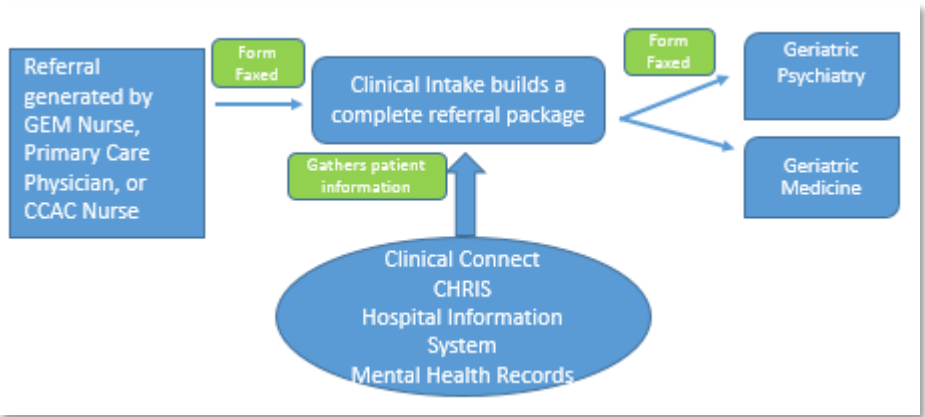 Referral
generated by
GEM Nurse,
Primary Care
Physician, or
CCAC Nurse
Form
Faxed
Clinical Intake builds a
complete referral package
Gathers patient
information
Clinical Connect
CHRIS
Hospital Information
System
Mental Health Records
Form
Faxed
Geriatric
Psychiatry
Geriatric
Medicine